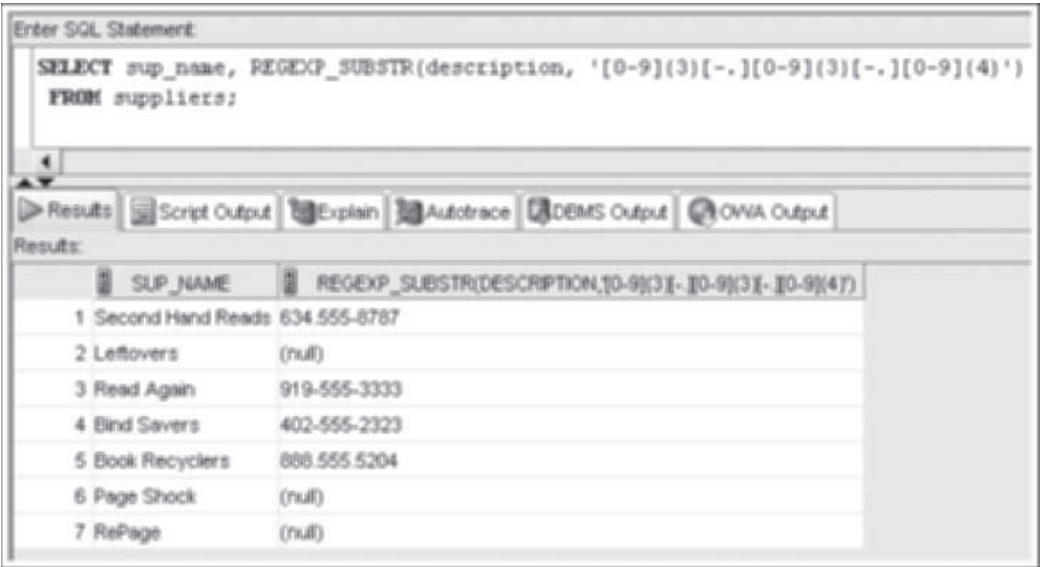 Enter SQL Statement:
SELECT sup_name, REGEXP_SUBSTR(description, '[0-9](3)[-.][0-9](3)[-.][0-9](4)')
FROM suppliers;
Results Script Output Explain Autotrace DBMS Output OWA Output
Results:
SUP_NAME REGEXP_SUBSTR(DESCRIPTION,'[0-9](3)[-.][0-9](3)[-.][0-9](4)')
1 Second Hand Reads 634.555-8787
2 Leftovers (null)
3 Read Again 919-555-3333
4 Bind Savers 402-555-2323
5 Book Recyclers 888.555.5204
6 Page Shock (null)
7 RePage (null)